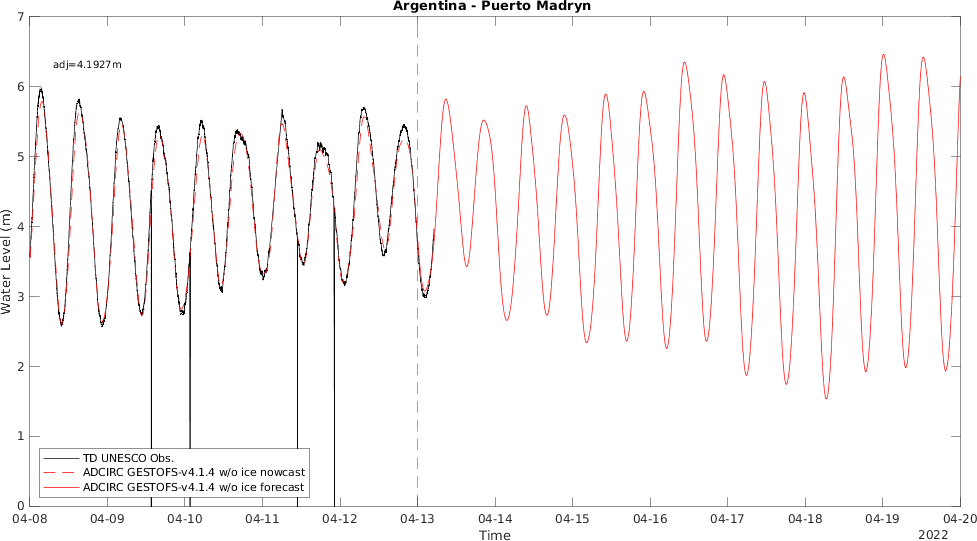 Argentina - Puerto Madryn
adj=4.1927m
Water Level (m)
7
6
5
4
3
2
1
0
TD UNESCO Obs.
ADCIRC GESTOFS-v4.1.4 w/o ice nowcast
ADCIRC GESTOFS-v4.1.4 w/o ice forecast
04-08 04-09 04-10 04-11 04-12 04-13 04-14 04-15 04-16 04-17 04-18 04-19 04-20
Time
2022